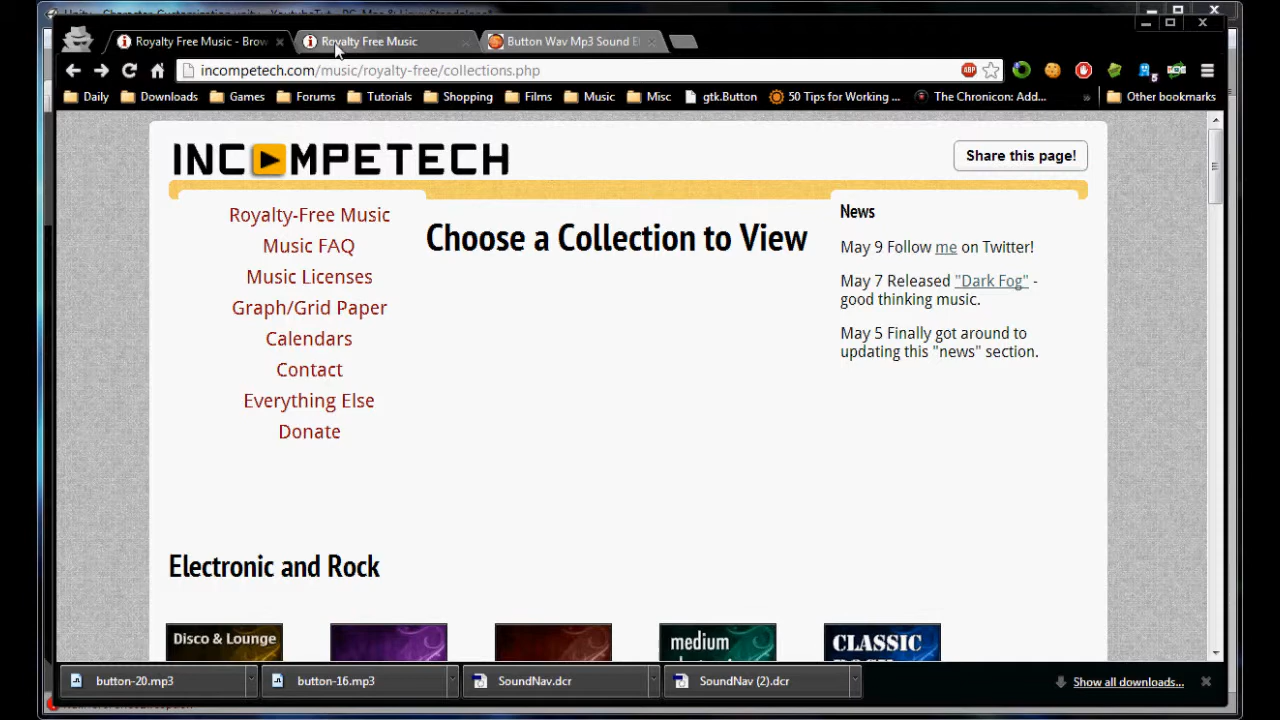 Royalty Free Music - Brow
Royalty Free Music
Button Wav Mp3 Sound E
incompetech.com/music/royalty-free/collections.php
ABP
5
Daily
Downloads
Games
Forums
Tutorials
Shopping
Films
Music
Misc
gtk.Button
50 Tips for Working ...
The Chronicon: Add...
»
Other bookmarks
INCOMPETECH
Share this page!
Royalty-Free Music
Music FAQ
Music Licenses
Graph/Grid Paper
Calendars
Contact
Everything Else
Donate
Choose a Collection to View
News
May 9 Follow me on Twitter!
May 7 Released "Dark Fog" -
good thinking music.
May 5 Finally got around to
updating this "news" section.
Electronic and Rock
Disco & Lounge
medium
CLASSIC
button-20.mp3
button-16.mp3
SoundNav.dcr
SoundNav (2).dcr
Show all downloads...